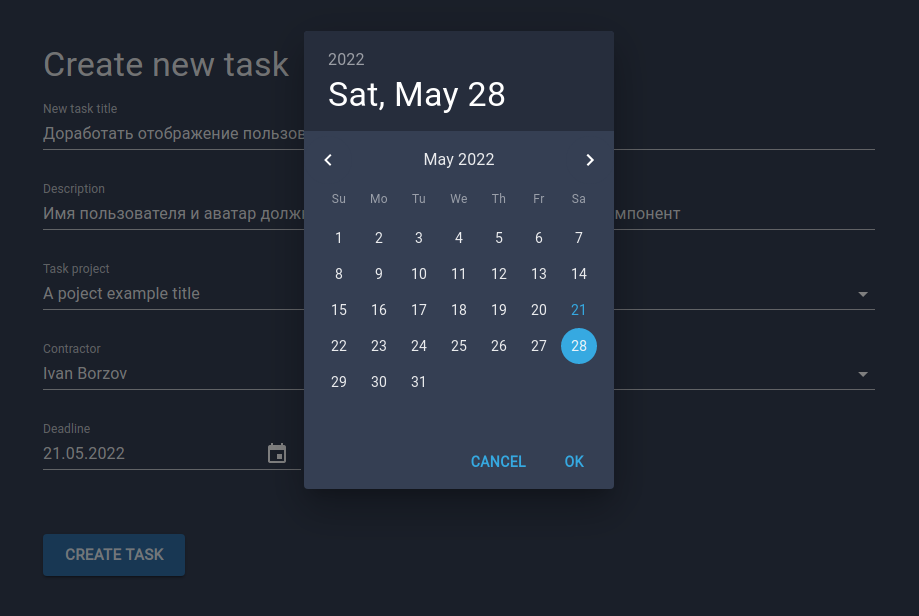 Create new task
New task title
Доработать отображение
Description
Имя пользователя и аватар
Task project
A poject example title
Contractor
Ivan Borzov
Deadline
21.05.2022
CREATE TASK
2022
Sat, May 28
May 2022
Su Mo Tu We Th Fr Sa
1 2 3 4 5 6 7
8 9 10 11 12 13 14
15 16 17 18 19 20 21
22 23 24 25 26 27 28
29 30 31
CANCEL OK